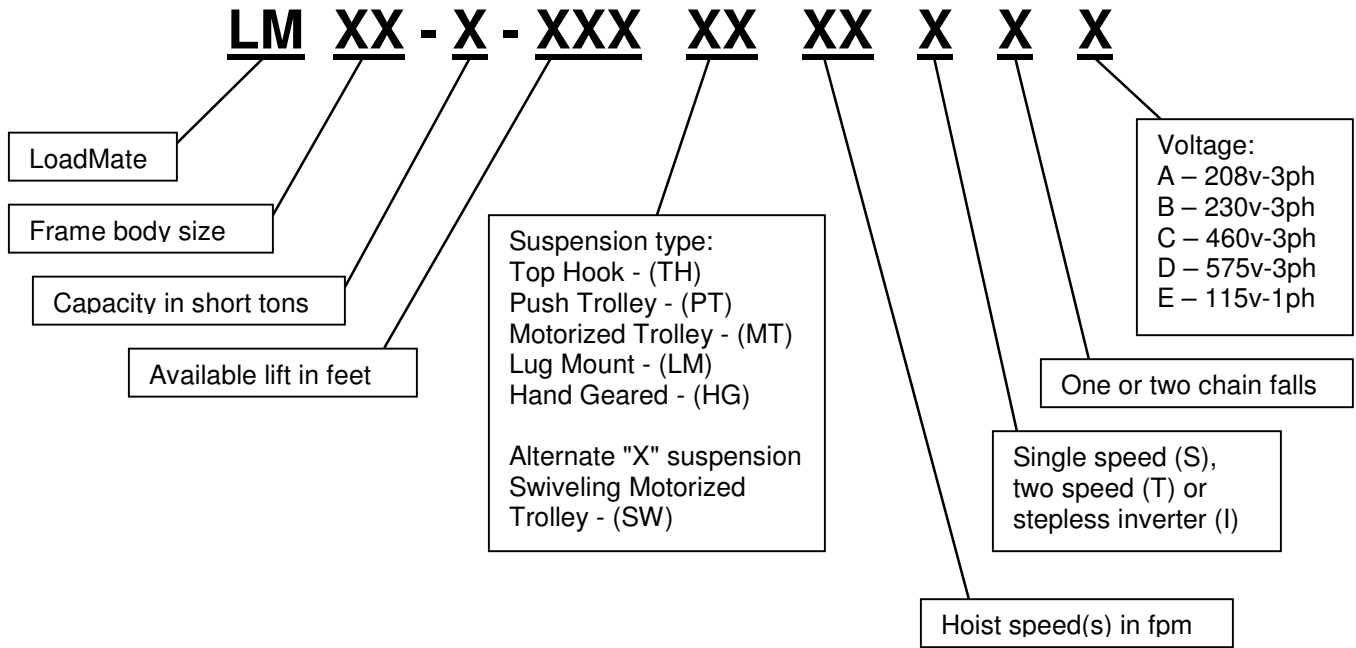 LM XX - X - XXX XX XX X X X
LoadMate
Frame body size
Capacity in short tons
Available lift in feet
Suspension type:
Top Hook - (TH)
Push Trolley - (PT)
Motorized Trolley - (MT)
Lug Mount - (LM)
Hand Geared - (HG)
Alternate "X" suspension
Swiveling Motorized
Trolley - (SW)
Hoist speed(s) in fpm
Single speed (S),
two speed (T) or
stepless inverter (I)
One or two chain falls
Voltage:
A – 208v-3ph
B – 230v-3ph
C – 460v-3ph
D – 575v-3ph
E – 115v-1ph